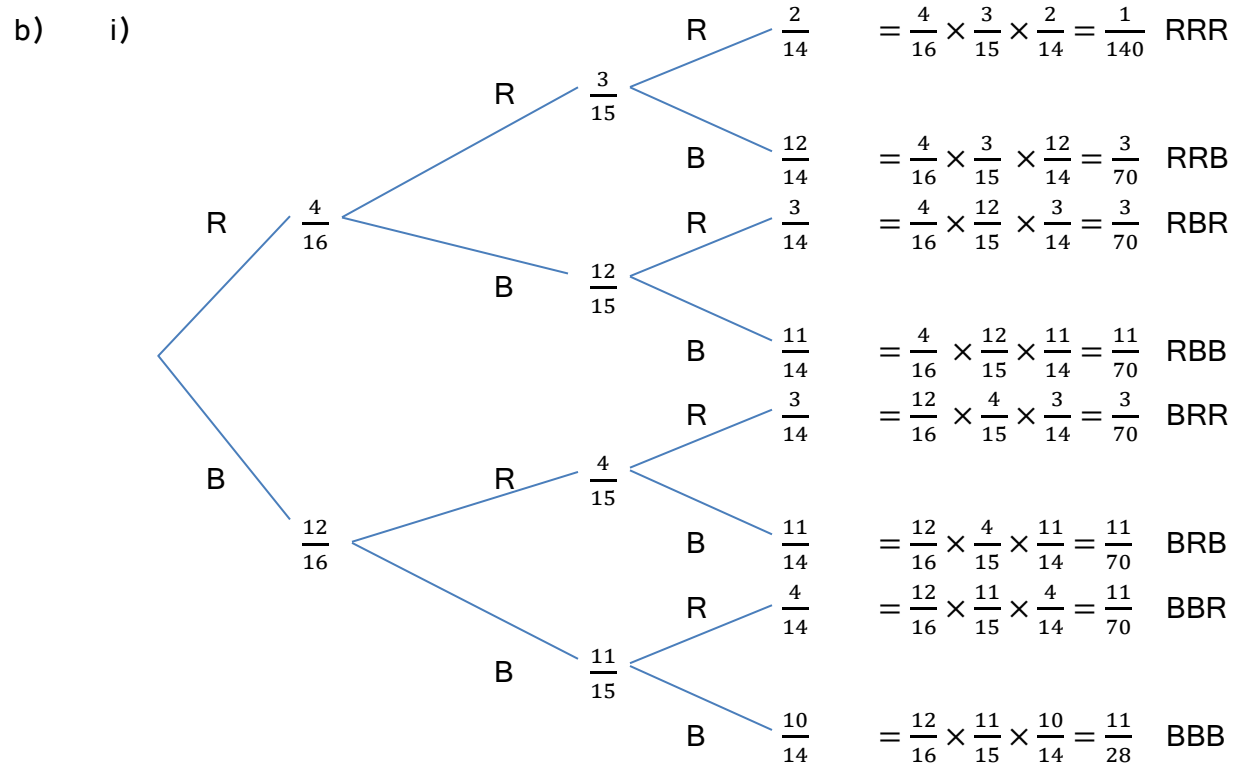 b) i) R 2/14 = 4/16 × 3/15 × 2/14 = 1/140 RRR
R 3/15
B 12/14 = 4/16 × 3/15 × 12/14 = 3/70 RRB
R 4/16 R 3/14 = 4/16 × 12/15 × 3/14 = 3/70 RBR
B 12/15
B 11/14 = 4/16 × 12/15 × 11/14 = 11/70 RBB
R 3/14 = 12/16 × 4/15 × 3/14 = 3/70 BRR
B R 4/15
12/16 B 11/14 = 12/16 × 4/15 × 11/14 = 11/70 BRB
R 4/14 = 12/16 × 11/15 × 4/14 = 11/70 BBR
B 11/15
B 10/14 = 12/16 × 11/15 × 10/14 = 11/28 BBB